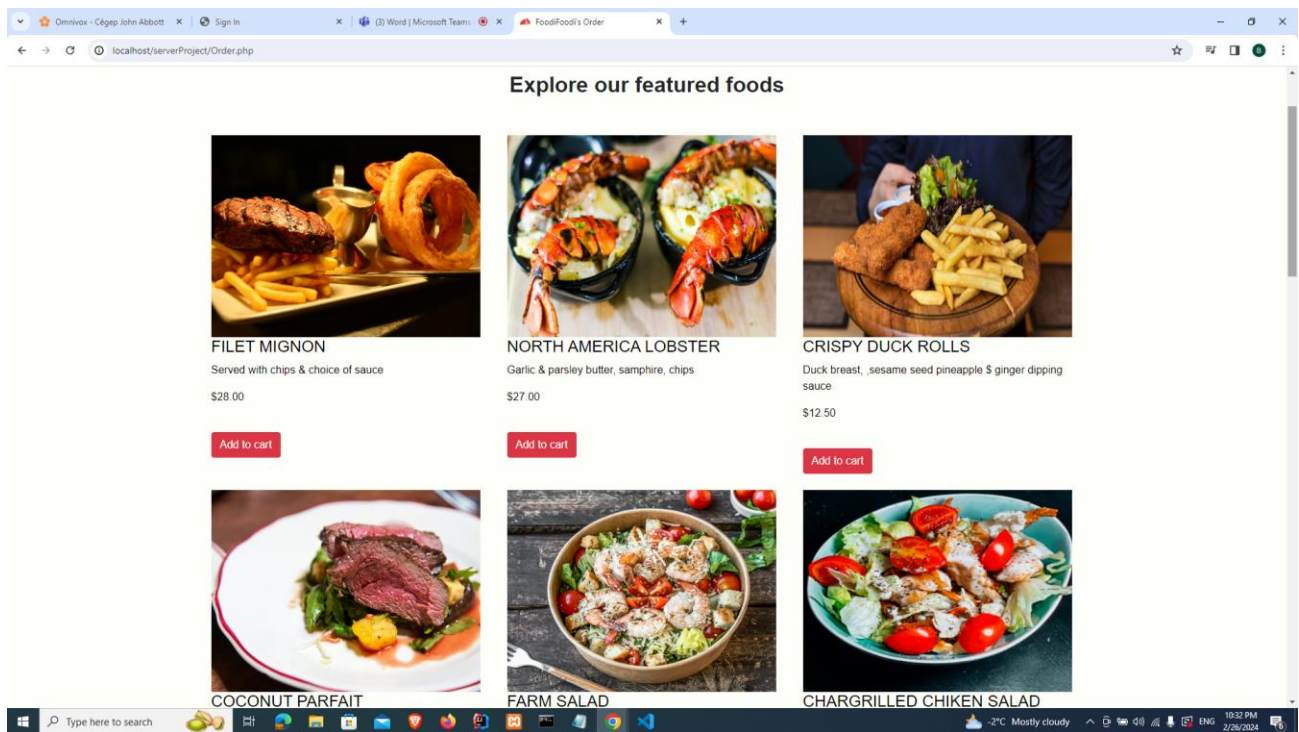 Omnivox - Cégep John Abbott
Sign In
(3) Word | Microsoft Teams
FoodiFoodi's Order
localhost/serverProject/Order.php
Explore our featured foods
FILET MIGNON
Served with chips & choice of sauce
$28.00
Add to cart
NORTH AMERICA LOBSTER
Garlic & parsley butter, samphire, chips
$27.00
Add to cart
CRISPY DUCK ROLLS
Duck breast, ,sesame seed pineapple $ ginger dipping
sauce
$12.50
Add to cart
COCONUT PARFAIT
FARM SALAD
CHARGRILLED CHIKEN SALAD
Type here to search
-2°C Mostly cloudy
ENG
10:32 PM
2/26/2024